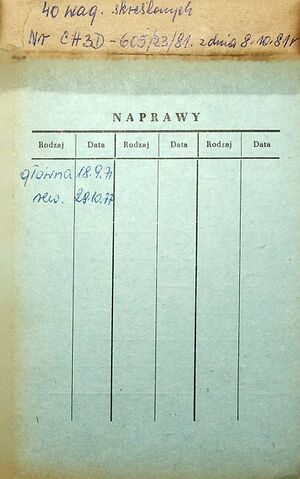 40 wag. skreślonych
Nr CH3D-605/23/81. z dnia 8.10.81r
NAPRAWY
Rodzaj Data Rodzaj Data Rodzaj Data
główna 18.9.71
rew. 29.10.77